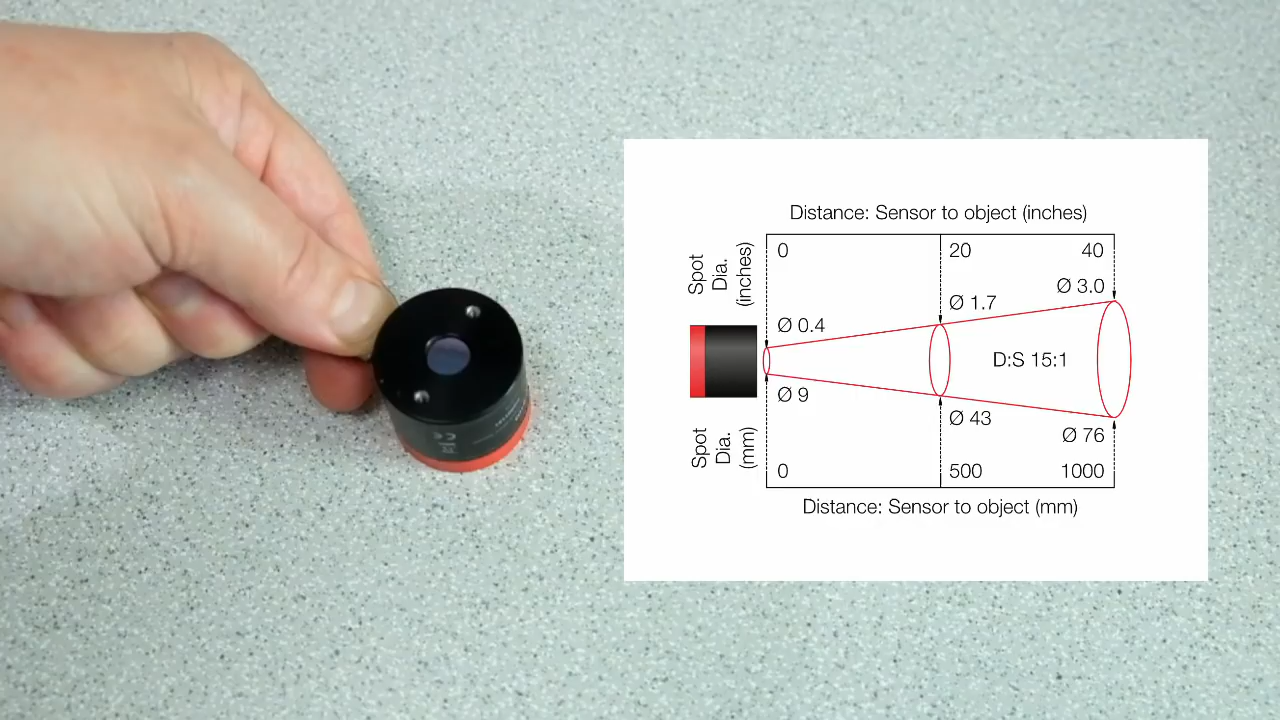 Distance: Sensor to object (inches)
Spot
Dia.
(inches)
0
20
40
Ø 0.4
Ø 1.7
Ø 3.0
D:S 15:1
Ø 9
Ø 43
Ø 76
Spot
Dia.
(mm)
0
500
1000
Distance: Sensor to object (mm)
CE